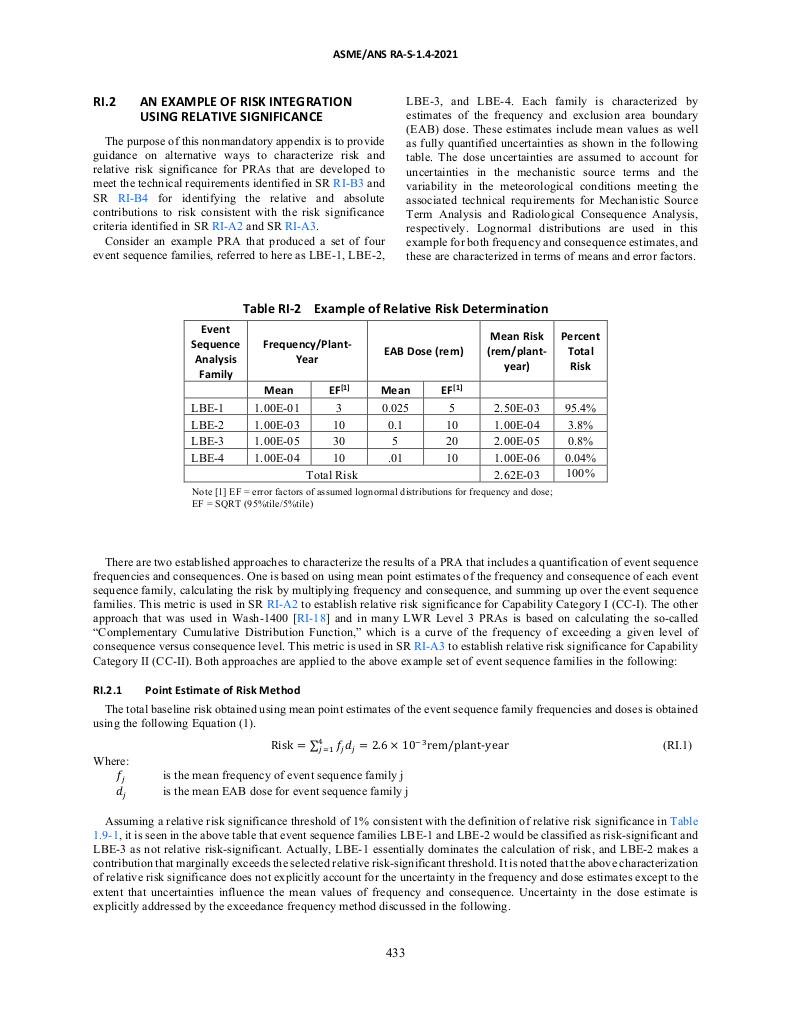 ASME/ANS RA-S-1.4-2021
RI.2 AN EXAMPLE OF RISK INTEGRATION
USING RELATIVE SIGNIFICANCE
The purpose of this nonmandatory appendix is to provide
guidance on alternative ways to characterize risk and
relative risk significance for PRAs that are developed to
meet the technical requirements identified in SR RI-B3 and
SR RI-B4 for identifying the relative and absolute
contributions to risk consistent with the risk significance
criteria identified in SR RI-A2 and SR RI-A3.
Consider an example PRA that produced a set of four
event sequence families, referred to here as LBE-1, LBE-2,
LBE-3, and LBE-4. Each family is characterized by
estimates of the frequency and exclusion area boundary
(EAB) dose. These estimates include mean values as well
as fully quantified uncertainties as shown in the following
table. The dose uncertainties are assumed to account for
uncertainties in the mechanistic source terms and the
variability in the meteorological conditions meeting the
associated technical requirements for Mechanistic Source
Term Analysis and Radiological Consequence Analysis,
respectively. Lognormal distributions are used in this
example for both frequency and consequence estimates, and
these are characterized in terms of means and error factors.
Table RI-2 Example of Relative Risk Determination
Event
Sequence
Analysis
Family
Frequency/Plant-
Year
EAB Dose (rem)
Mean Risk
(rem/plant-
year)
Percent
Total
Risk
Mean EF[1] Mean EF[1]
LBE-1 1.00E-01 3 0.025 5 2.50E-03 95.4%
LBE-2 1.00E-03 10 0.1 10 1.00E-04 3.8%
LBE-3 1.00E-05 30 5 20 2.00E-05 0.8%
LBE-4 1.00E-04 10 .01 10 1.00E-06 0.04%
Total Risk 2.62E-03 100%
Note [1] EF = error factors of assumed lognormal distributions for frequency and dose;
EF = SQRT (95%tile/5%tile)
There are two established approaches to characterize the results of a PRA that includes a quantification of event sequence
frequencies and consequences. One is based on using mean point estimates of the frequency and consequence of each event
sequence family, calculating the risk by multiplying frequency and consequence, and summing up over the event sequence
families. This metric is used in SR RI-A2 to establish relative risk significance for Capability Category I (CC-I). The other
approach that was used in Wash-1400 [RI-18] and in many LWR Level 3 PRAs is based on calculating the so-called
“Complementary Cumulative Distribution Function,” which is a curve of the frequency of exceeding a given level of
consequence versus consequence level. This metric is used in SR RI-A3 to establish relative risk significance for Capability
Category II (CC-II). Both approaches are applied to the above example set of event sequence families in the following:
RI.2.1 Point Estimate of Risk Method
The total baseline risk obtained using mean point estimates of the event sequence family frequencies and doses is obtained
using the following Equation (1).
Risk = ∑⁴ⱼ₌₁ fⱼdⱼ = 2.6 × 10⁻³rem/plant-year (RI.1)
Where:
fⱼ is the mean frequency of event sequence family j
dⱼ is the mean EAB dose for event sequence family j
Assuming a relative risk significance threshold of 1% consistent with the definition of relative risk significance in Table
1.9-1, it is seen in the above table that event sequence families LBE-1 and LBE-2 would be classified as risk-significant and
LBE-3 as not relative risk-significant. Actually, LBE-1 essentially dominates the calculation of risk, and LBE-2 makes a
contribution that marginally exceeds the selected relative risk-significant threshold. It is noted that the above characterization
of relative risk significance does not explicitly account for the uncertainty in the frequency and dose estimates except to the
extent that uncertainties influence the mean values of frequency and consequence. Uncertainty in the dose estimate is
explicitly addressed by the exceedance frequency method discussed in the following.
433